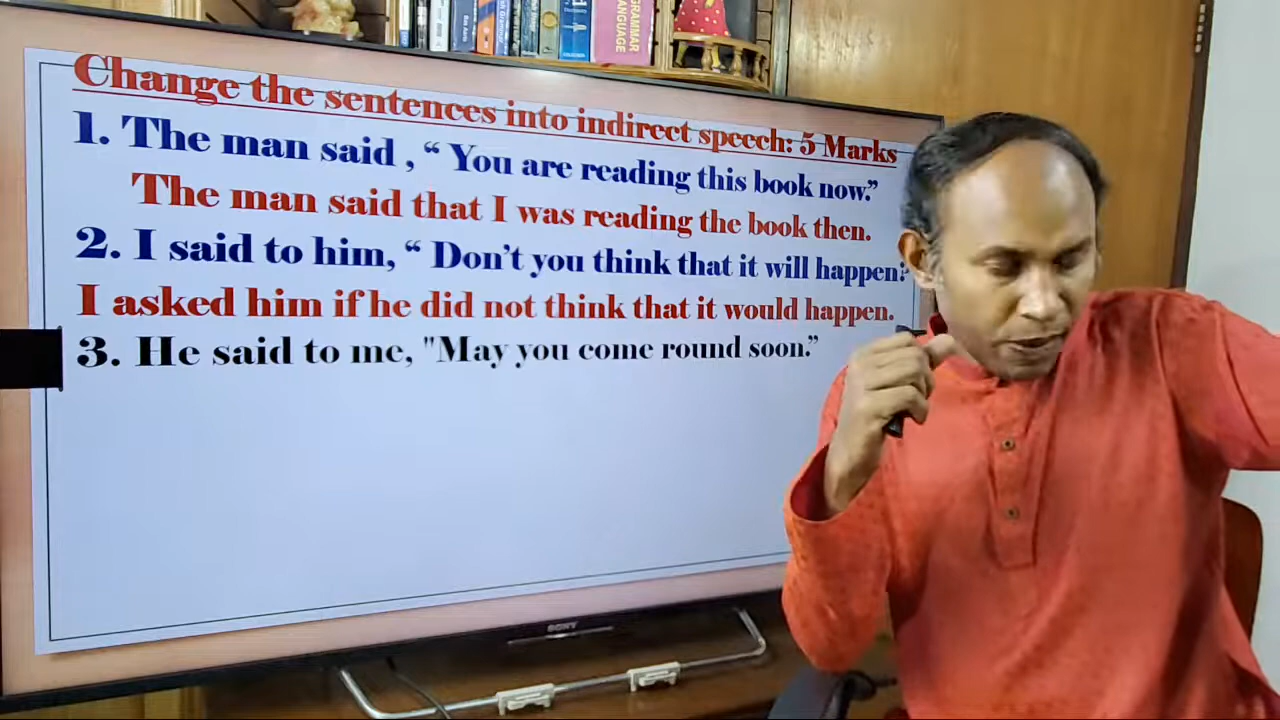 GRAMMAR
LANGUAGE
Change the sentences into indirect speech: 5 Marks
1. The man said , “ You are reading this book now.”
The man said that I was reading the book then.
2. I said to him, “ Don’t you think that it will happen?
I asked him if he did not think that it would happen.
3. He said to me, "May you come round soon.”
SONY